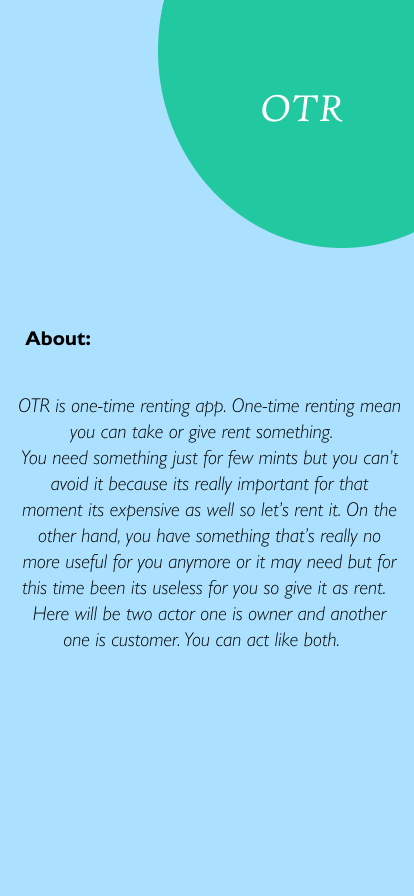 OTR
About:
OTR is one-time renting app. One-time renting mean
you can take or give rent something.
You need something just for few mints but you can't
avoid it because its really important for that
moment its expensive as well so let's rent it. On the
other hand, you have something that's really no
more useful for you anymore or it may need but for
this time been its useless for you so give it as rent.
Here will be two actor one is owner and another
one is customer. You can act like both.